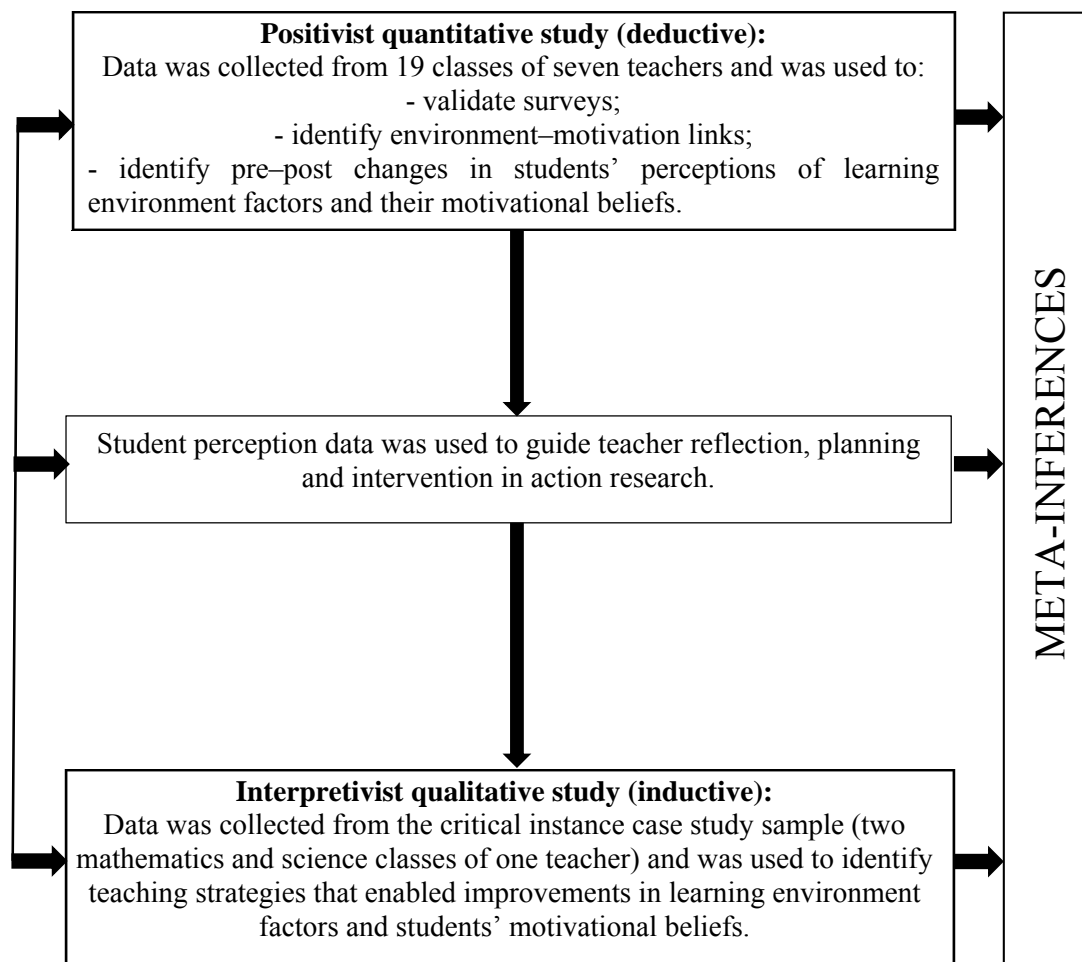 Positivist quantitative study (deductive):
Data was collected from 19 classes of seven teachers and was used to:
- validate surveys;
- identify environment–motivation links;
- identify pre–post changes in students’ perceptions of learning
environment factors and their motivational beliefs.
Student perception data was used to guide teacher reflection, planning
and intervention in action research.
Interpretivist qualitative study (inductive):
Data was collected from the critical instance case study sample (two
mathematics and science classes of one teacher) and was used to identify
teaching strategies that enabled improvements in learning environment
factors and students’ motivational beliefs.
META-INFERENCES